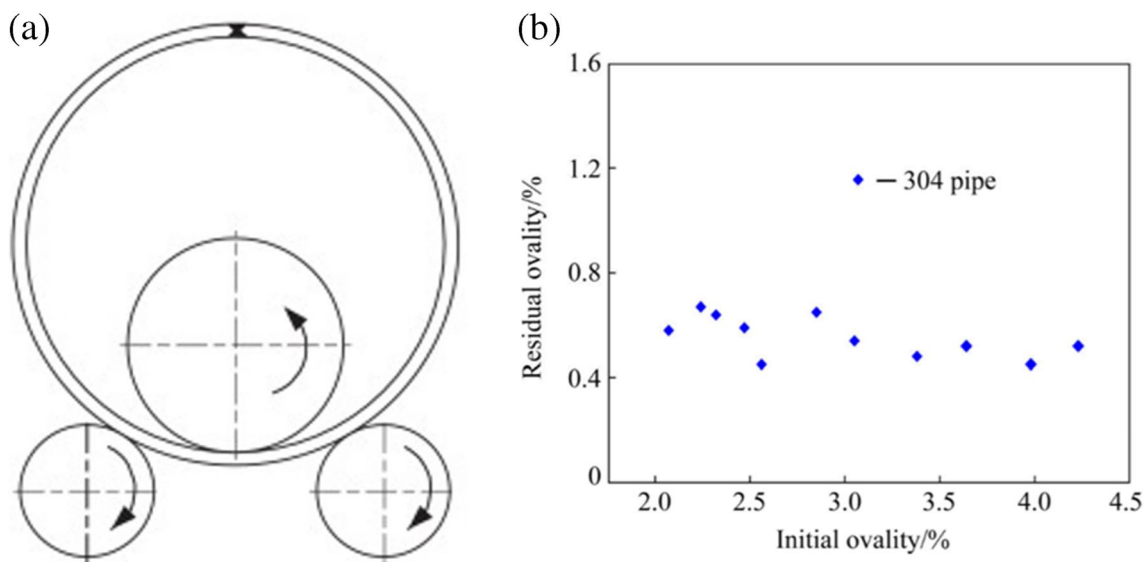 (a)
(b)
Residual ovality/%
1.6
1.2
0.8
0.4
0
— 304 pipe
2.0 2.5 3.0 3.5 4.0 4.5
Initial ovality/%